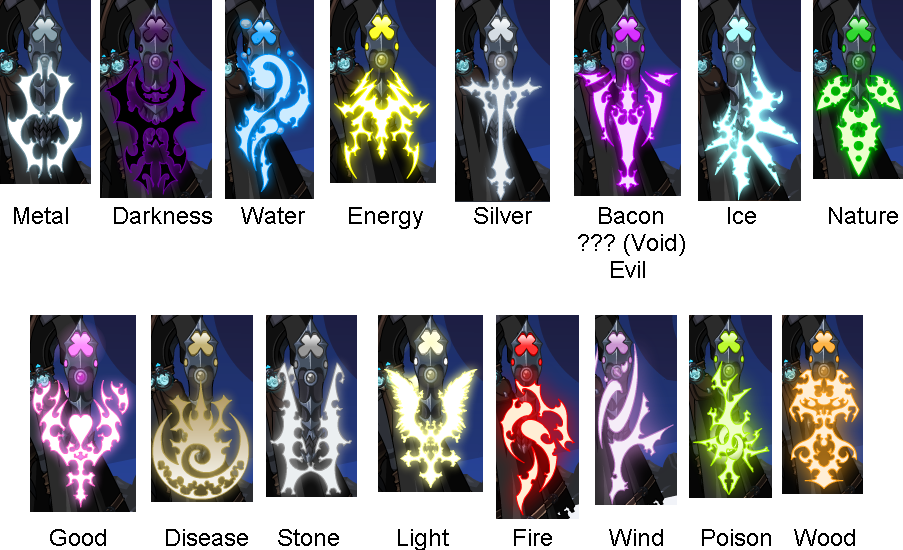 Metal Darkness Water Energy Silver Bacon Ice Nature
??? (Void)
Evil
Good Disease Stone Light Fire Wind Poison Wood